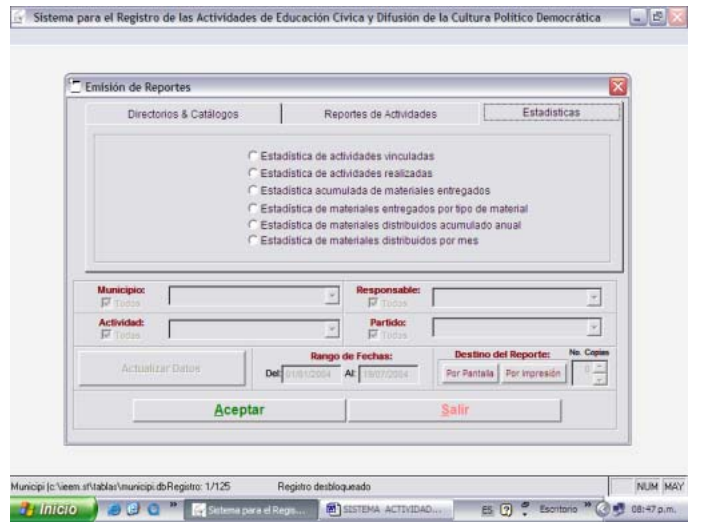 Sistema para el Registro de las Actividades de Educación Cívica y Difusión de la Cultura Político Democrática
Emisión de Reportes
Directorios & Catálogos
Reportes de Actividades
Estadísticas
Estadística de actividades vinculadas
Estadística de actividades realizadas
Estadística acumulada de materiales entregados
Estadística de materiales entregados por tipo de material
Estadística de materiales distribuidos acumulado anual
Estadística de materiales distribuidos por mes
Municipio:
Todos
Responsable:
Todos
Actividad:
Todas
Partido:
Todos
Actualizar Datos
Rango de Fechas:
Del: 01/01/2004 Al: 19/07/2004
Destino del Reporte:
Por Pantalla Por Impresión
No. Copies
0
Aceptar
Salir
Municipi (c:\ieem.sf\tablas\municipi.db Registro: 1/125 Registro desbloqueado NUM MAY
Inicio » Sistema para el Regis... SISTEMA ACTIVIDAD... ES Escritorio » 08:47 p.m.